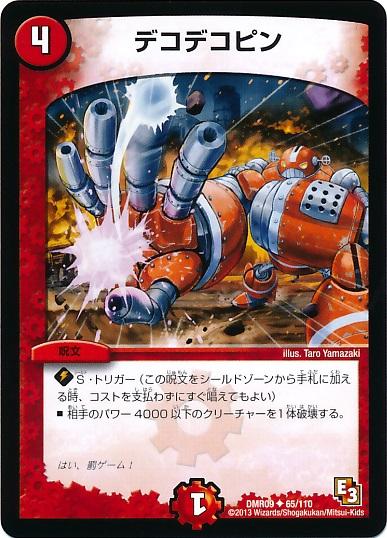 4
デコデコピン
呪文
illus. Taro Yamazaki
S・トリガー (この呪文をシールドゾーンから手札に加え
る時、コストを支払わずにすぐ唱えてもよい)
■ 相手のパワー 4000 以下のクリーチャーを1体破壊する。
はい、罰ゲーム!
1
DMR09 ◆ 65/110
©2013 Wizards/Shogakukan/Mitsui-Kids
E3